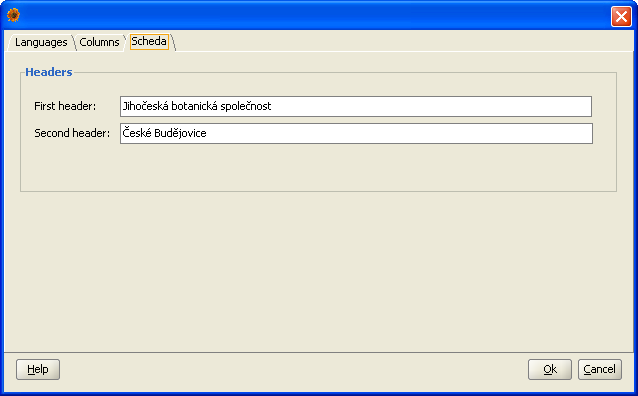 Languages Columns Scheda
Headers
First header: Jihočeská botanická společnost
Second header: České Budějovice
Help Ok Cancel